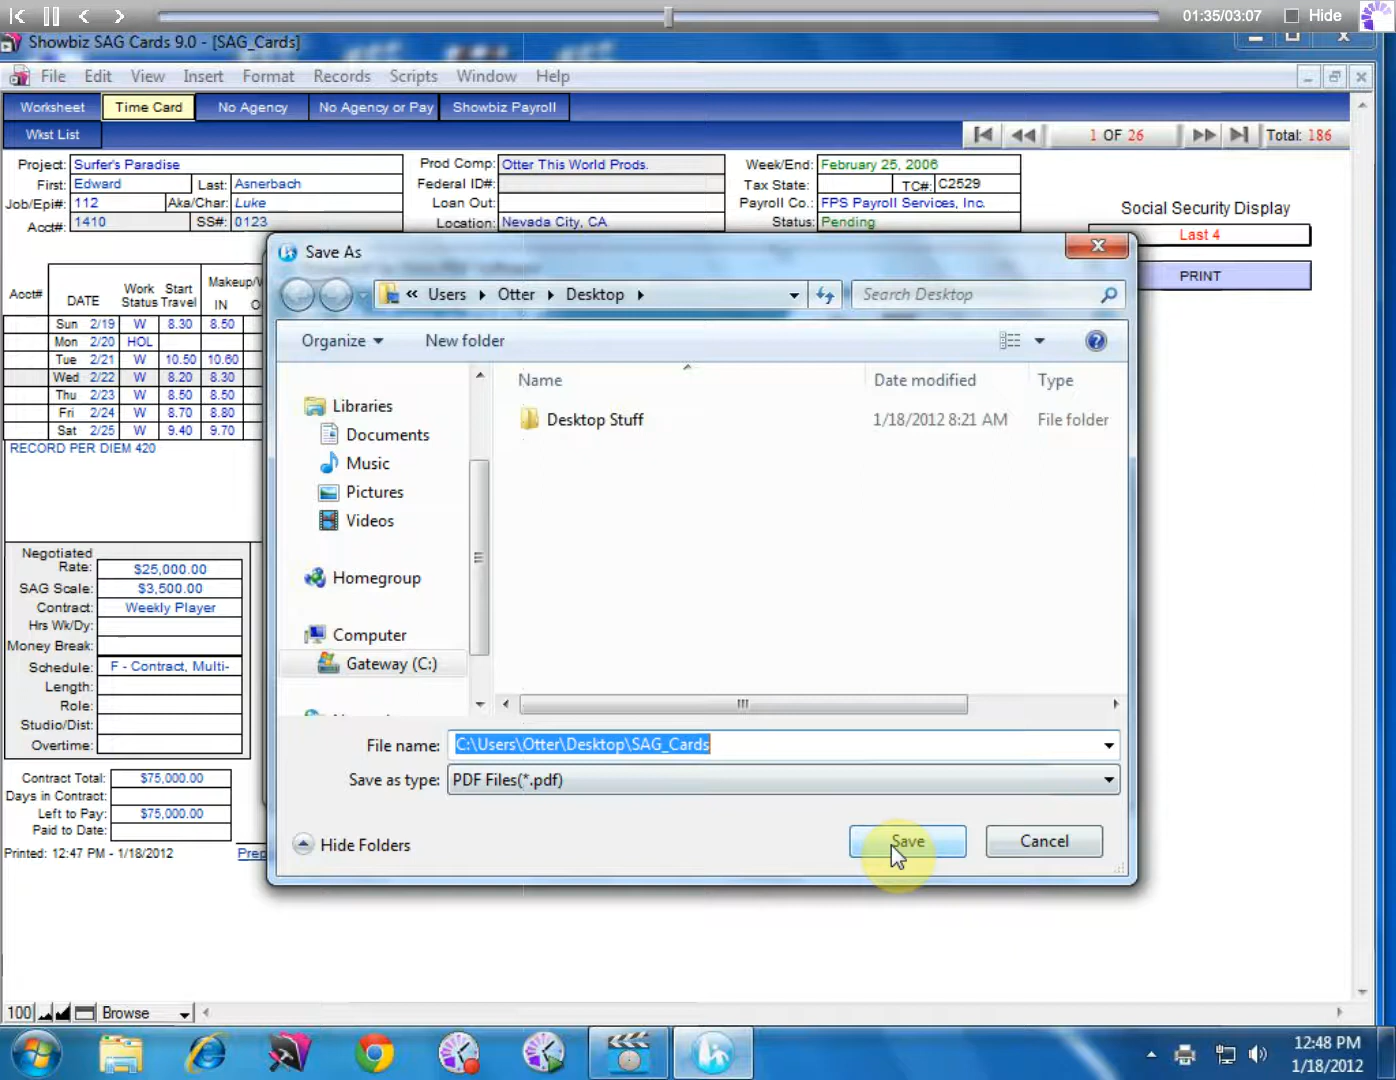 01:35/03:07 Hide
Showbiz SAG Cards 9.0 - [SAG_Cards]
File Edit View Insert Format Records Scripts Window Help
Worksheet Time Card No Agency No Agency or Pay Showbiz Payroll
Wkst List 1 OF 26 Total: 186
Project: Surfer's Paradise Prod Comp: Otter This World Prods. Week/End: February 25, 2006
First: Edward Last: Asnerbach Federal ID#: Tax State: TC#: C2529
Job/Epi#: 112 Aka/Char: Luke Loan Out: Payroll Co.: FPS Payroll Services, Inc.
Acct#: 1410 SS#: 0123 Location: Nevada City, CA Status: Pending
Social Security Display
Last 4
PRINT
Acct# DATE Work Status Start Travel Makeup/W IN O
Sun 2/19 W 8.30 8.50
Mon 2/20 HOL
Tue 2/21 W 10.50 10.60
Wed 2/22 W 8.20 8.30
Thu 2/23 W 8.50 8.50
Fri 2/24 W 8.70 8.80
Sat 2/25 W 9.40 9.70
RECORD PER DIEM 420
Negotiated
Rate: $25,000.00
SAG Scale: $3,500.00
Contract: Weekly Player
Hrs Wk/Dy:
Money Break:
Schedule: F - Contract, Multi-
Length:
Role:
Studio/Dist:
Overtime:
Contract Total: $75,000.00
Days in Contract:
Left to Pay: $75,000.00
Paid to Date:
Printed: 12:47 PM - 1/18/2012 Prep
Save As
« Users Otter Desktop Search Desktop
Organize New folder
Name Date modified Type
Desktop Stuff 1/18/2012 8:21 AM File folder
Libraries
Documents
Music
Pictures
Videos
Homegroup
Computer
Gateway (C:)
File name: C:\Users\Otter\Desktop\SAG_Cards
Save as type: PDF Files(*.pdf)
Hide Folders Save Cancel
100 Browse
12:48 PM
1/18/2012